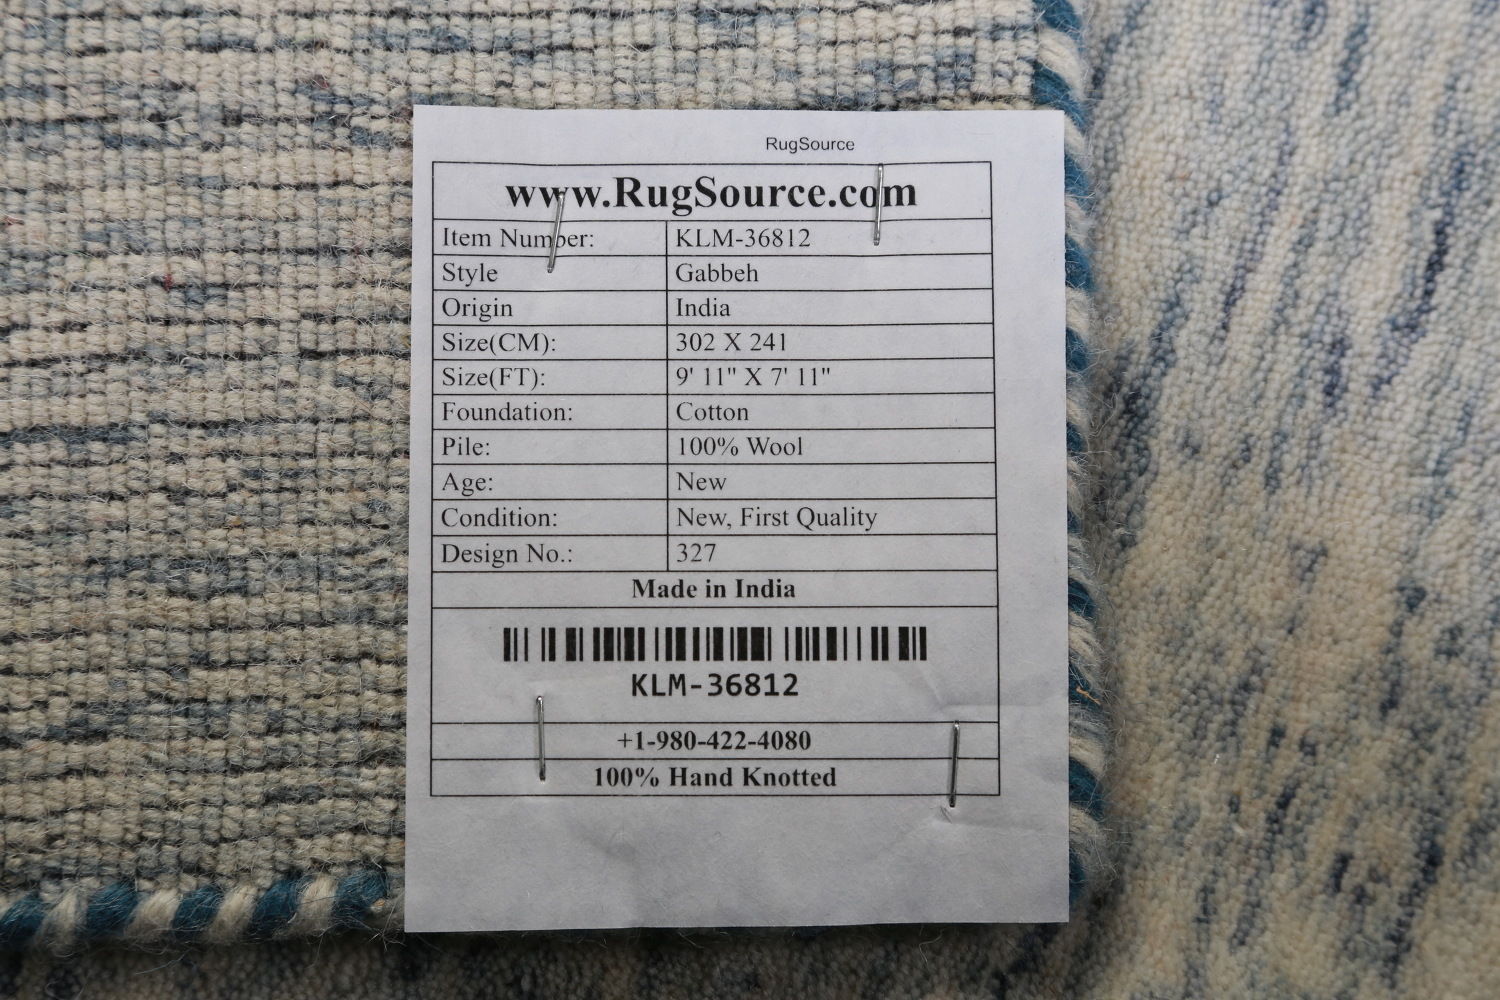 RugSource
www.RugSource.com
Item Number: KLM-36812
Style Gabbeh
Origin India
Size(CM): 302 X 241
Size(FT): 9' 11" X 7' 11"
Foundation: Cotton
Pile: 100% Wool
Age: New
Condition: New, First Quality
Design No.: 327
Made in India
KLM-36812
+1-980-422-4080
100% Hand Knotted